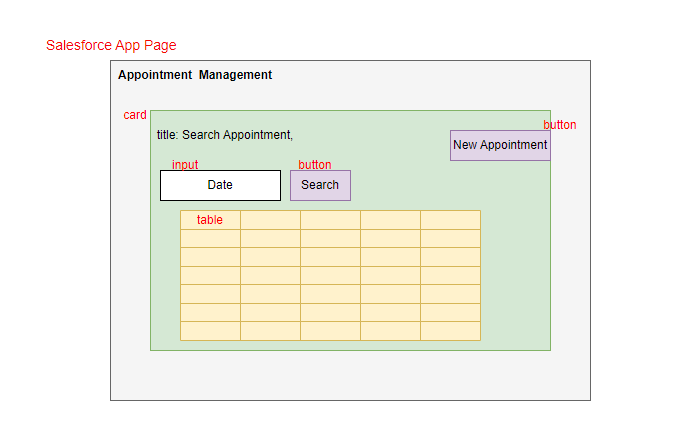 Salesforce App Page
Appointment Management
card
button
title: Search Appointment,
New Appointment
input
button
Date
Search
table